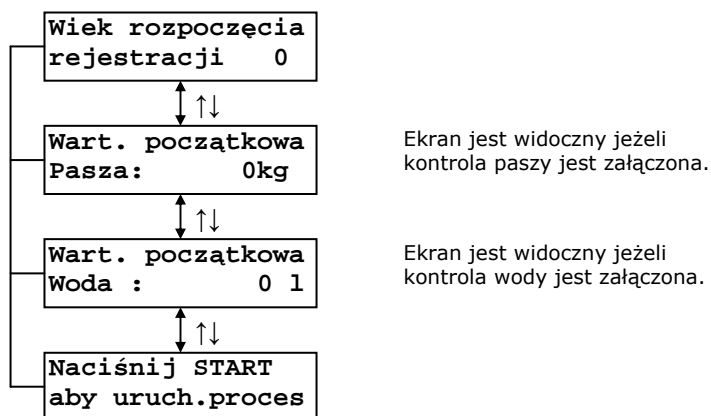 Wiek rozpoczęcia
rejestracji 0
↑↓
Wart. początkowa
Pasza: 0kg
Ekran jest widoczny jeżeli
kontrola paszy jest załączona.
↑↓
Wart. początkowa
Woda : 0 l
Ekran jest widoczny jeżeli
kontrola wody jest załączona.
↑↓
Naciśnij START
aby uruch.proces